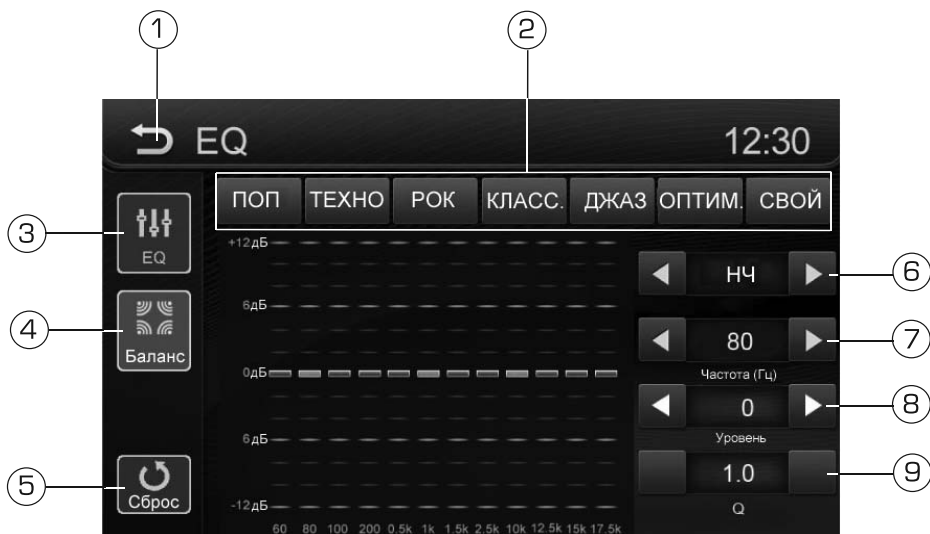 1 2
EQ 12:30
ПОП ТЕХНО РОК КЛАСС. ДЖАЗ ОПТИМ. СВОЙ
3
EQ
4
Баланс
5
Сброс
+12дБ
6дБ
0дБ
6дБ
-12дБ
60 80 100 200 0.5k 1k 1.5k 2.5k 10k 12.5k 15k 17.5k
НЧ 6
80 7
Частота (Гц)
0 8
Уровень
1.0 9
Q